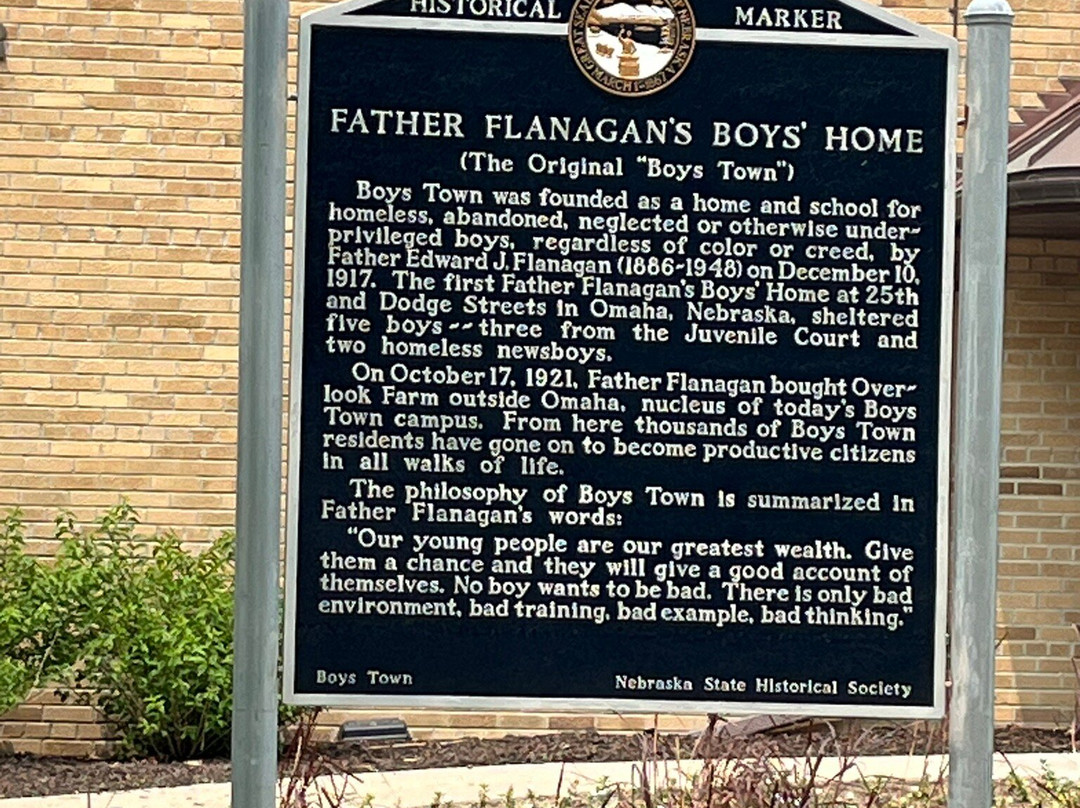 HISTORICAL MARKER
GREAT SEAL OF NEBRASKA
MARCH 1ST 1867
FATHER FLANAGAN'S BOYS' HOME
(The Original "Boys Town")
Boys Town was founded as a home and school for
homeless, abandoned, neglected or otherwise under-
privileged boys, regardless of color or creed, by
Father Edward J. Flanagan (1886-1948) on December 10,
1917. The first Father Flanagan's Boys' Home at 25th
and Dodge Streets in Omaha, Nebraska, sheltered
five boys -- three from the Juvenile Court and
two homeless newsboys.
On October 17, 1921, Father Flanagan bought Over-
look Farm outside Omaha, nucleus of today's Boys
Town campus. From here thousands of Boys Town
residents have gone on to become productive citizens
in all walks of life.
The philosophy of Boys Town is summarized in
Father Flanagan's words:
"Our young people are our greatest wealth. Give
them a chance and they will give a good account of
themselves. No boy wants to be bad. There is only bad
environment, bad training, bad example, bad thinking."
Boys Town Nebraska State Historical Society